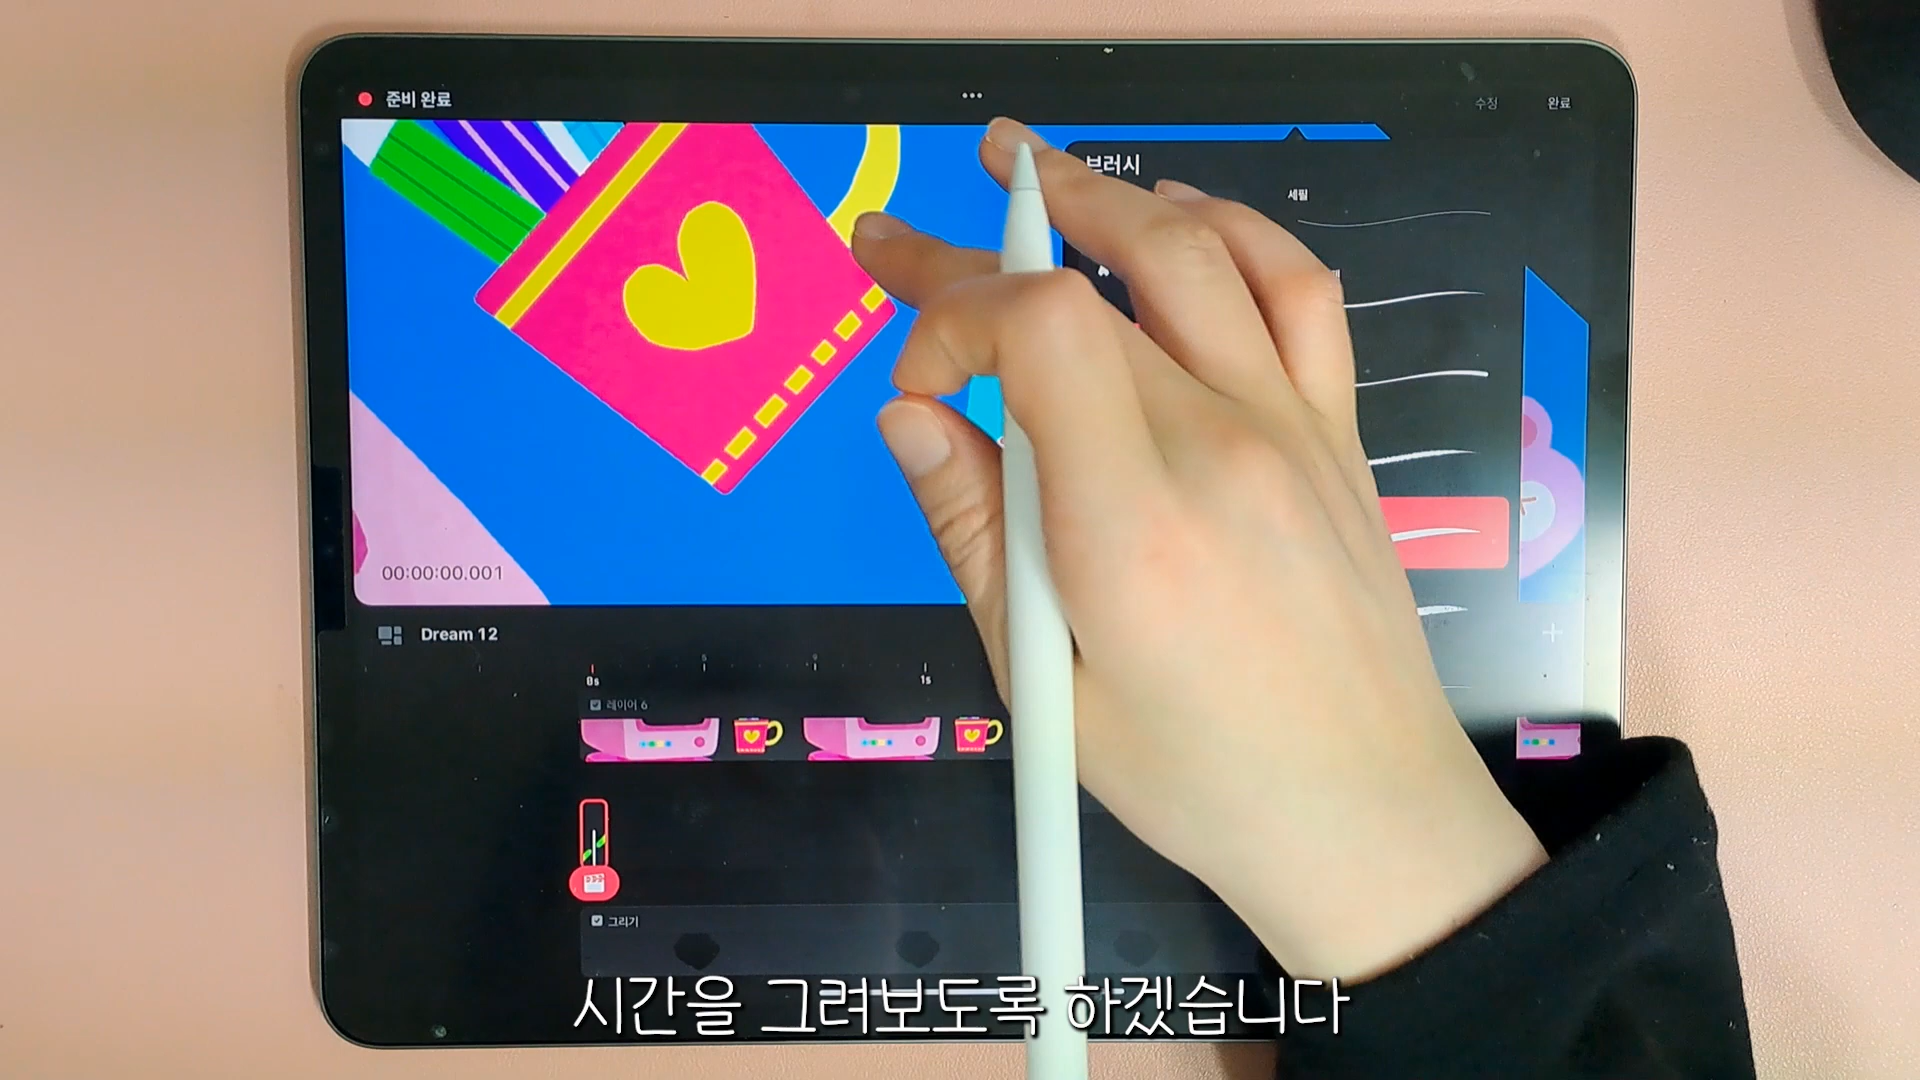 준비 완료
수정
완료
브러시
세필
00:00:00.001
Dream 12
0s
5
9
1s
레이어 6
그리기
시간을 그려보도록 하겠습니다